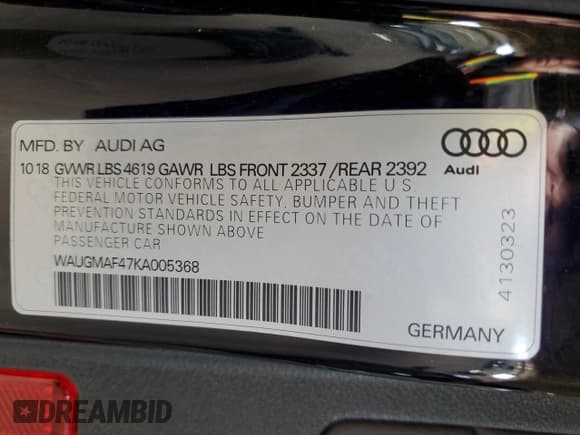 MFD. BY AUDI AG
10 18 GVWR LBS 4619 GAWR LBS FRONT 2337 /REAR 2392
THIS VEHICLE CONFORMS TO ALL APPLICABLE U S
FEDERAL MOTOR VEHICLE SAFETY, BUMPER AND THEFT
PREVENTION STANDARDS IN EFFECT ON THE DATE OF
MANUFACTURE SHOWN ABOVE
PASSENGER CAR
WAUGMAF47KA005368
Audi
4130323
GERMANY
DREAMBID